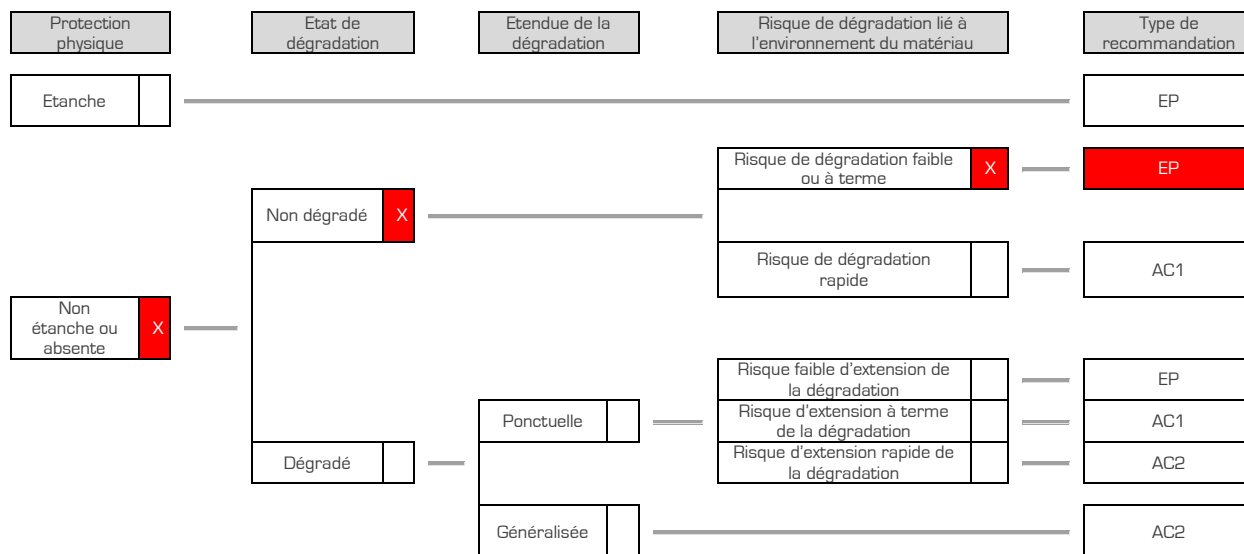 Protection
physique
Etat de
dégradation
Etendue de la
dégradation
Risque de dégradation lié à
l'environnement du matériau
Type de
recommandation
Etanche
EP
Risque de dégradation faible
ou à terme
X
EP
Non dégradé
X
Risque de dégradation
rapide
AC1
Non
étanche ou
absente
X
Risque faible d'extension de
la dégradation
EP
Ponctuelle
Risque d'extension à terme
de la dégradation
AC1
Dégradé
Risque d'extension rapide de
la dégradation
AC2
Généralisée
AC2